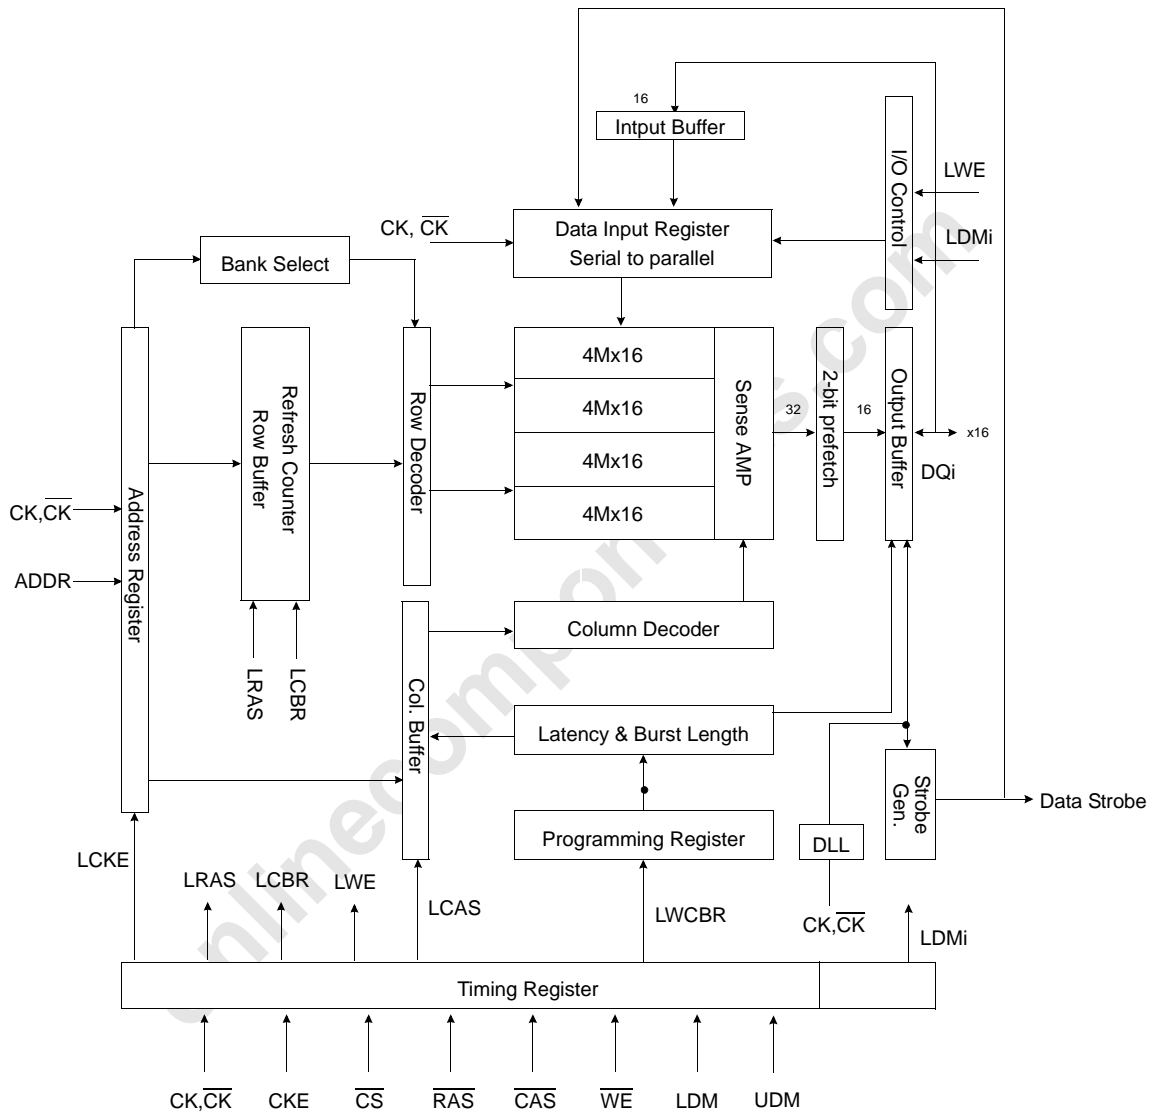 16
Intput Buffer
I/O Control
LWE
LDMi
CK, CK
Data Input Register
Serial to parallel
Bank Select
Address Register
Refresh Counter
Row Buffer
Row Decoder
4Mx16
4Mx16
4Mx16
4Mx16
Sense AMP
32
2-bit prefetch
16
Output Buffer
x16
DQi
CK,CK
ADDR
LRAS
LCBR
Col. Buffer
Column Decoder
Latency & Burst Length
Programming Register
DLL
CK,CK
Strobe
Gen.
Data Strobe
LCKE
LRAS
LCBR
LWE
LCAS
LWCBR
LDMi
Timing Register
CK,CK
CKE
CS
RAS
CAS
WE
LDM
UDM